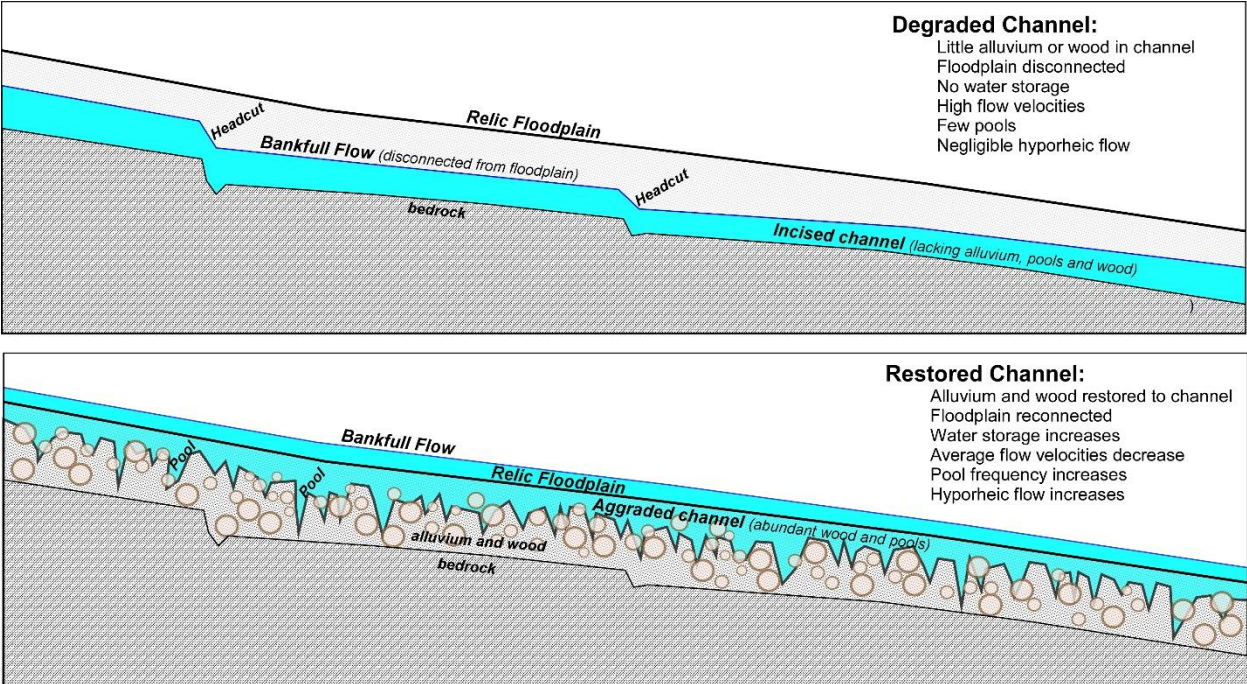 Degraded Channel:
Little alluvium or wood in channel
Floodplain disconnected
No water storage
High flow velocities
Few pools
Negligible hyporheic flow
Headcut
Relic Floodplain
Bankfull Flow (disconnected from floodplain)
Headcut
bedrock
Incised channel (lacking alluvium, pools and wood)
)
Restored Channel:
Alluvium and wood restored to channel
Floodplain reconnected
Water storage increases
Average flow velocities decrease
Pool frequency increases
Hyporheic flow increases
Bankfull Flow
Pool
Pool
Relic Floodplain
Aggraded channel (abundant wood and pools)
alluvium and wood
bedrock